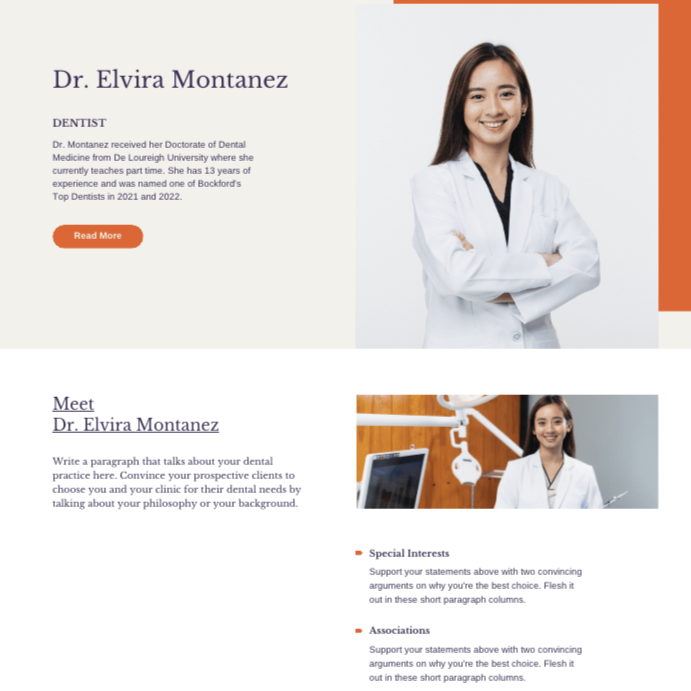 Dr. Elvira Montanez
DENTIST
Dr. Montanez received her Doctorate of Dental
Medicine from De Loureigh University where she
currently teaches part time. She has 13 years of
experience and was named one of Bockford's
Top Dentists in 2021 and 2022.
Read More
Meet
Dr. Elvira Montanez
Write a paragraph that talks about your dental
practice here. Convince your prospective clients to
choose you and your clinic for their dental needs by
talking about your philosophy or your background.
Special Interests
Support your statements above with two convincing
arguments on why you're the best choice. Flesh it
out in these short paragraph columns.
Associations
Support your statements above with two convincing
arguments on why you're the best choice. Flesh it
out in these short paragraph columns.